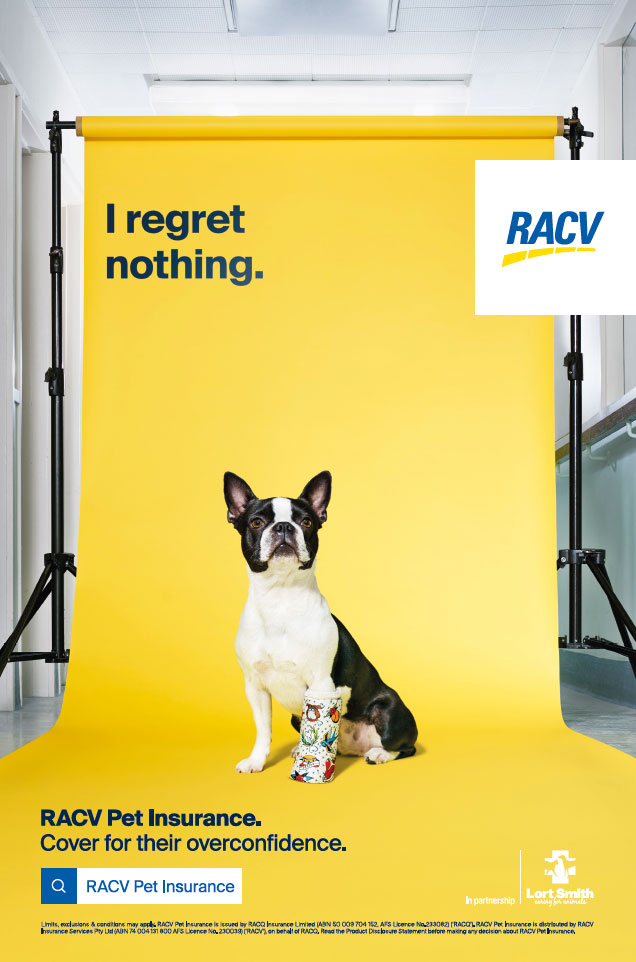 I regret
nothing.
RACV
RACV Pet Insurance.
Cover for their overconfidence.
RACV Pet Insurance
In partnership
Lort Smith
caring for animals
Limits, exclusions & conditions may apply. RACV Pet Insurance is issued by RACQ Insurance Limited (ABN 50 009 704 152, AFS Licence No. 233082) ('RACQ'). RACV Pet Insurance is distributed by RACV
Insurance Services Pty Ltd (ABN 74 004 131 800 AFS Licence No. 230039) ('RACV'), on behalf of RACQ. Read the Product Disclosure Statement before making any decision about RACV Pet Insurance.